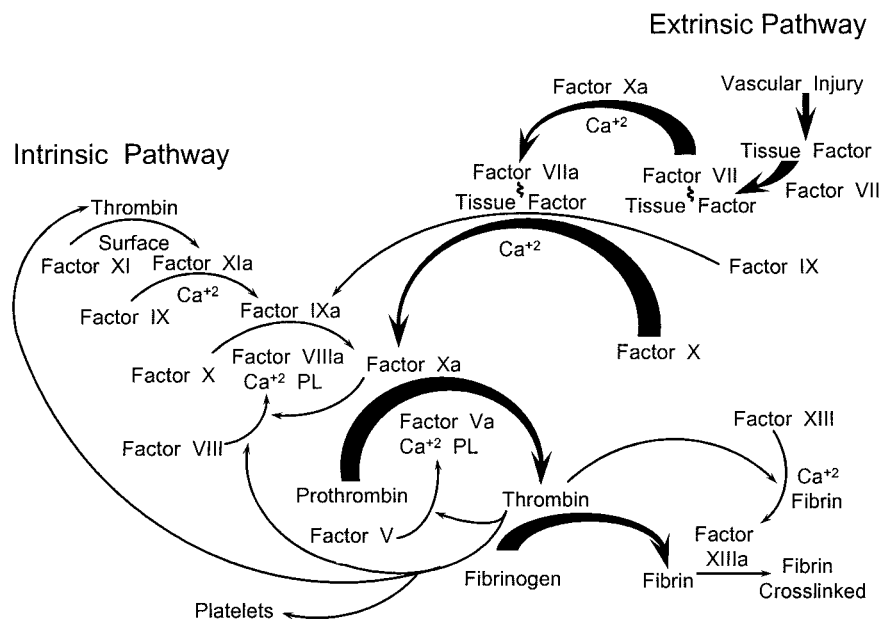 Extrinsic Pathway
Factor Xa
Vascular Injury
Ca+2
Intrinsic Pathway
Tissue Factor
Factor VIIa
Factor VII
Factor VII
Tissue Factor
Tissue Factor
Thrombin
Surface
Factor XI
Factor XIa
Ca+2
Factor IX
Ca+2
Factor IX
Factor IXa
Factor X
Factor VIIIa
Ca+2 PL
Factor Xa
Factor X
Factor VIII
Factor Va
Ca+2 PL
Factor XIII
Ca+2
Fibrin
Prothrombin
Thrombin
Factor V
Factor
XIIIa
Fibrinogen
Fibrin
Fibrin
Crosslinked
Platelets